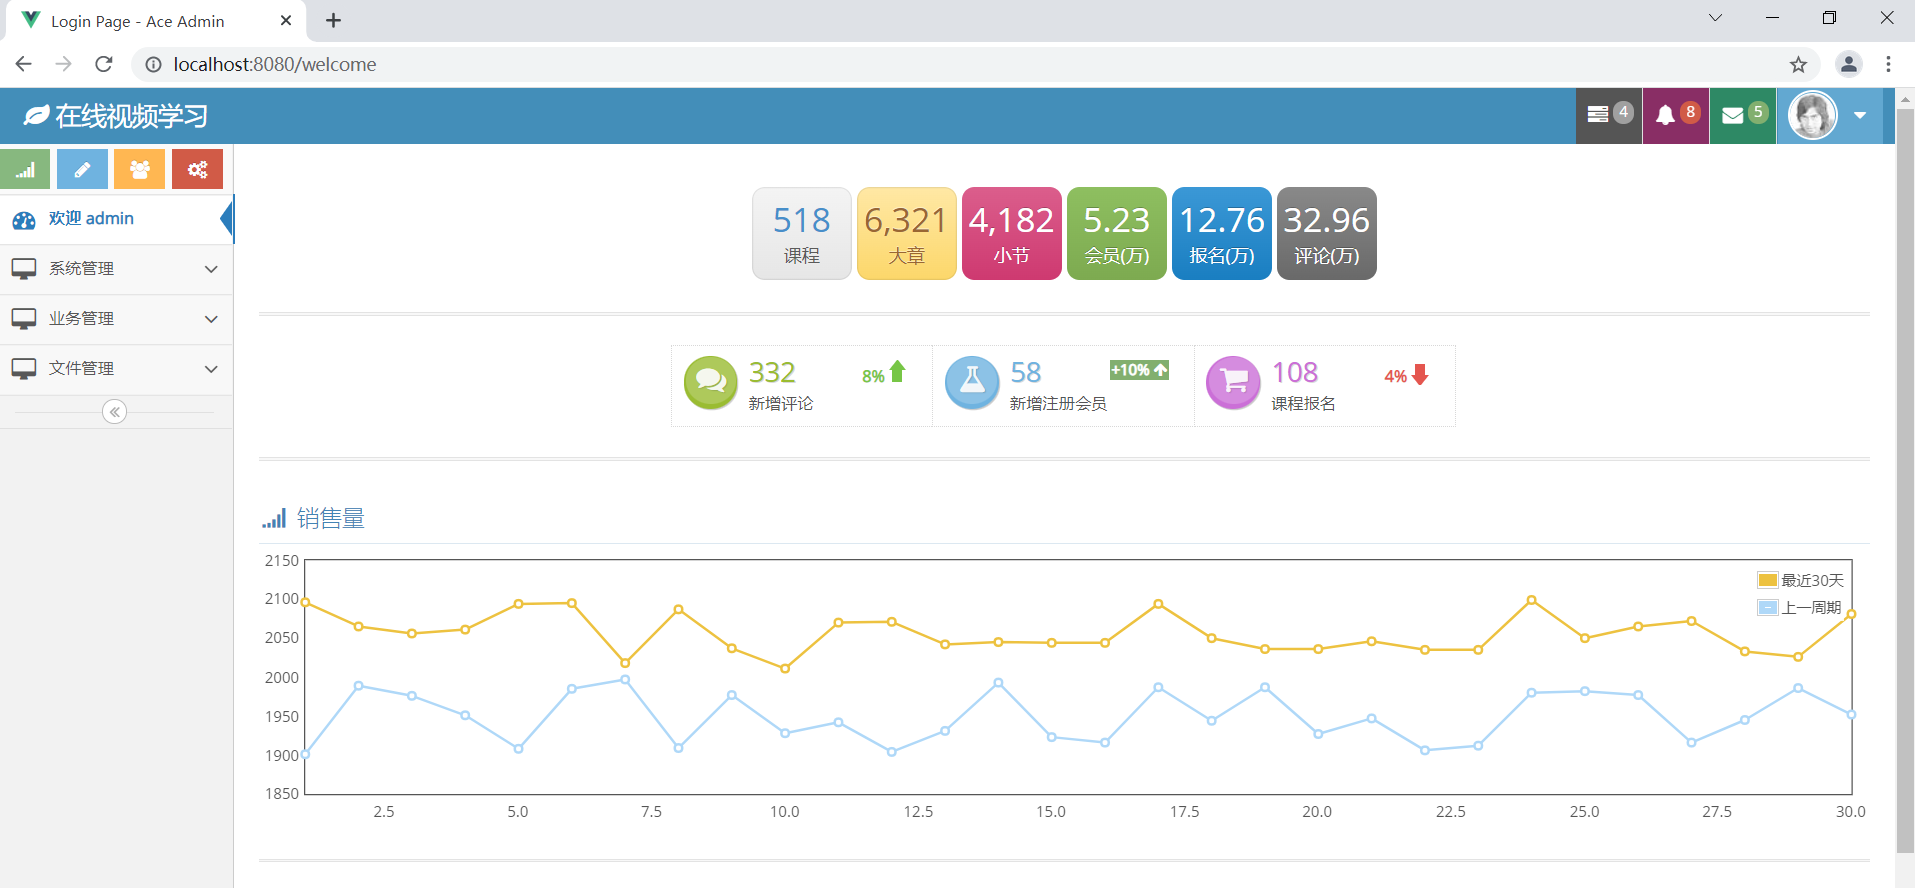 Login Page - Ace Admin
localhost:8080/welcome
在线视频学习
4
8
5
欢迎 admin
系统管理
业务管理
文件管理
518
课程
6,321
大章
4,182
小节
5.23
会员(万)
12.76
报名(万)
32.96
评论(万)
332
8%
新增评论
58
+10%
新增注册会员
108
4%
课程报名
销售量
2150
2100
2050
2000
1950
1900
1850
最近30天
上一周期
2.5 5.0 7.5 10.0 12.5 15.0 17.5 20.0 22.5 25.0 27.5 30.0